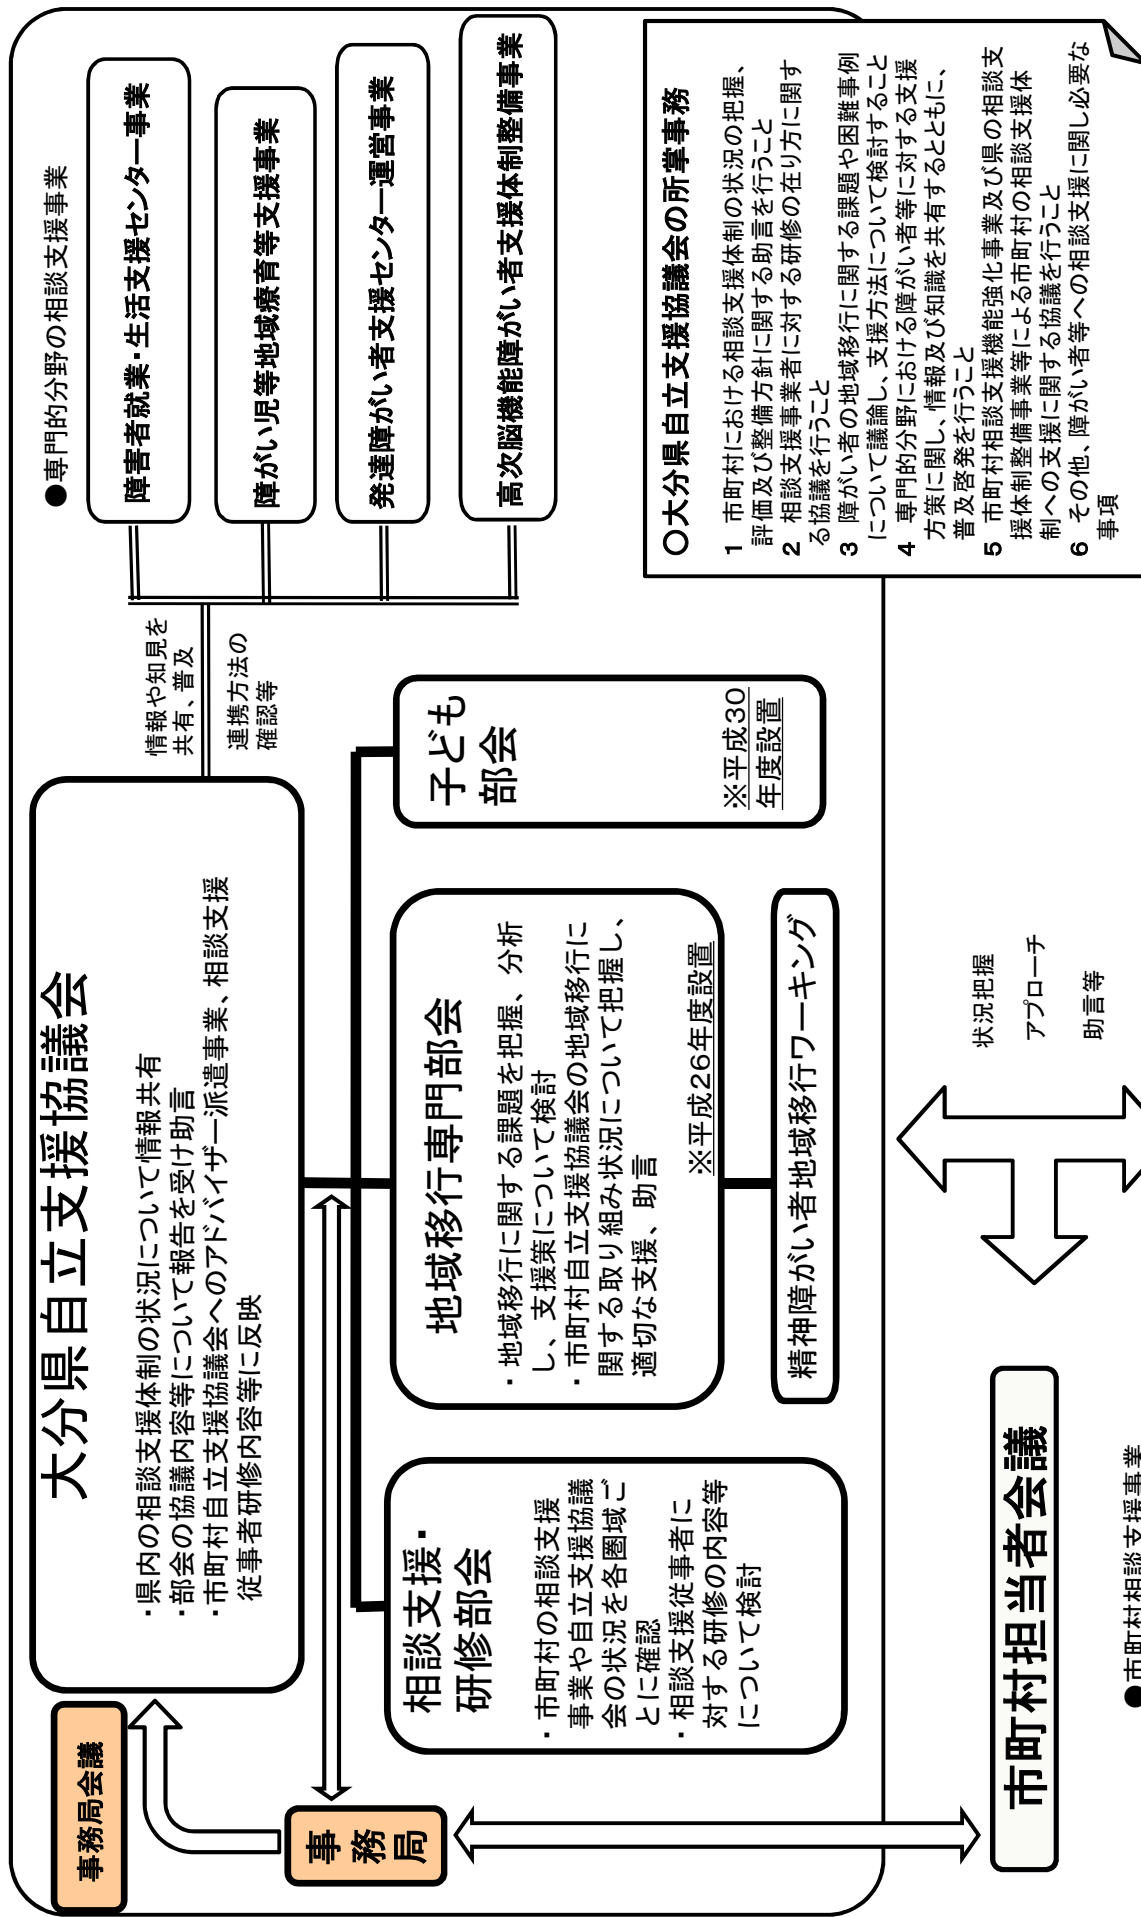 事務局会議
大分県自立支援協議会
・県内の相談支援体制の状況について情報共有
・部会の協議内容等について報告を受け助言
・市町村自立支援協議会へのアドバイザー派遣事業、相談支援
従事者研修内容等に反映
情報や知見を
共有、普及
連携方法の
確認等
●専門的分野の相談支援事業
障害者就業・生活支援センター事業
障がい児等地域療育等支援事業
発達障がい者支援センター運営事業
高次脳機能障がい者支援体制整備事業
事
務
局
相談支援・
研修部会
・市町村の相談支援
事業や自立支援協議
会の状況を各圏域ご
とに確認
・相談支援従事者に
対する研修の内容等
について検討
地域移行専門部会
・地域移行に関する課題を把握、分析
し、支援策について検討
・市町村自立支援協議会の地域移行に
関する取り組み状況について把握し、
適切な支援、助言
※平成26年度設置
精神障がい者地域移行ワーキング
子ども
部会
※平成30
年度設置
〇大分県自立支援協議会の所掌事務
1 市町村における相談支援体制の状況の把握、
評価及び整備方針に関する助言を行うこと
2 相談支援事業者に対する研修の在り方に関す
る協議を行うこと
3 障がい者の地域移行に関する課題や困難事例
について議論し、支援方法について検討すること
4 専門的分野における障がい者等に対する支援
方策に関し、情報及び知識を共有するとともに、
普及啓発を行うこと
5 市町村相談支援機能強化事業及び県の相談支
援体制整備事業等による市町村の相談支援体
制への支援に関する協議を行うこと
6 その他、障がい者等への相談支援に関し必要な
事項
市町村担当者会議
状況把握
アプローチ
助言等
●市町村相談支援事業